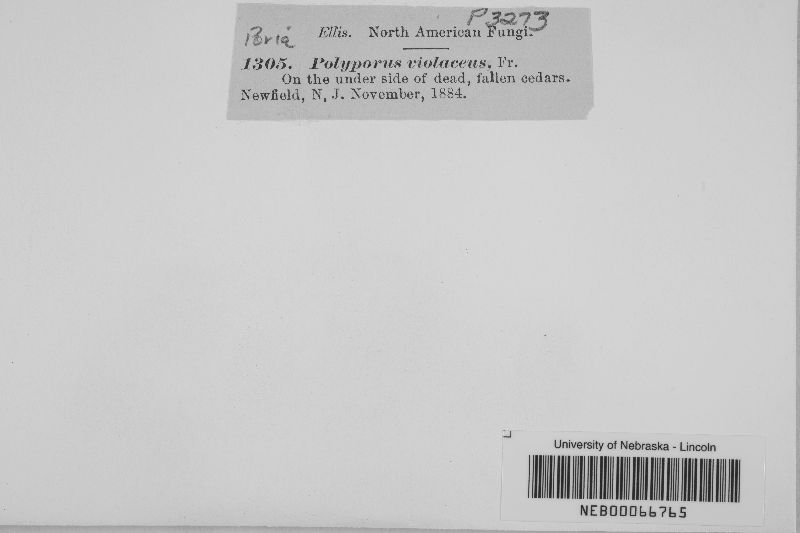 P3273
Poria Ellis. North American Fungi.
1305. Polyporus violaceus. Fr.
On the under side of dead, fallen cedars.
Newfield, N, J. November, 1884.
University of Nebraska - Lincoln
NEB00066765